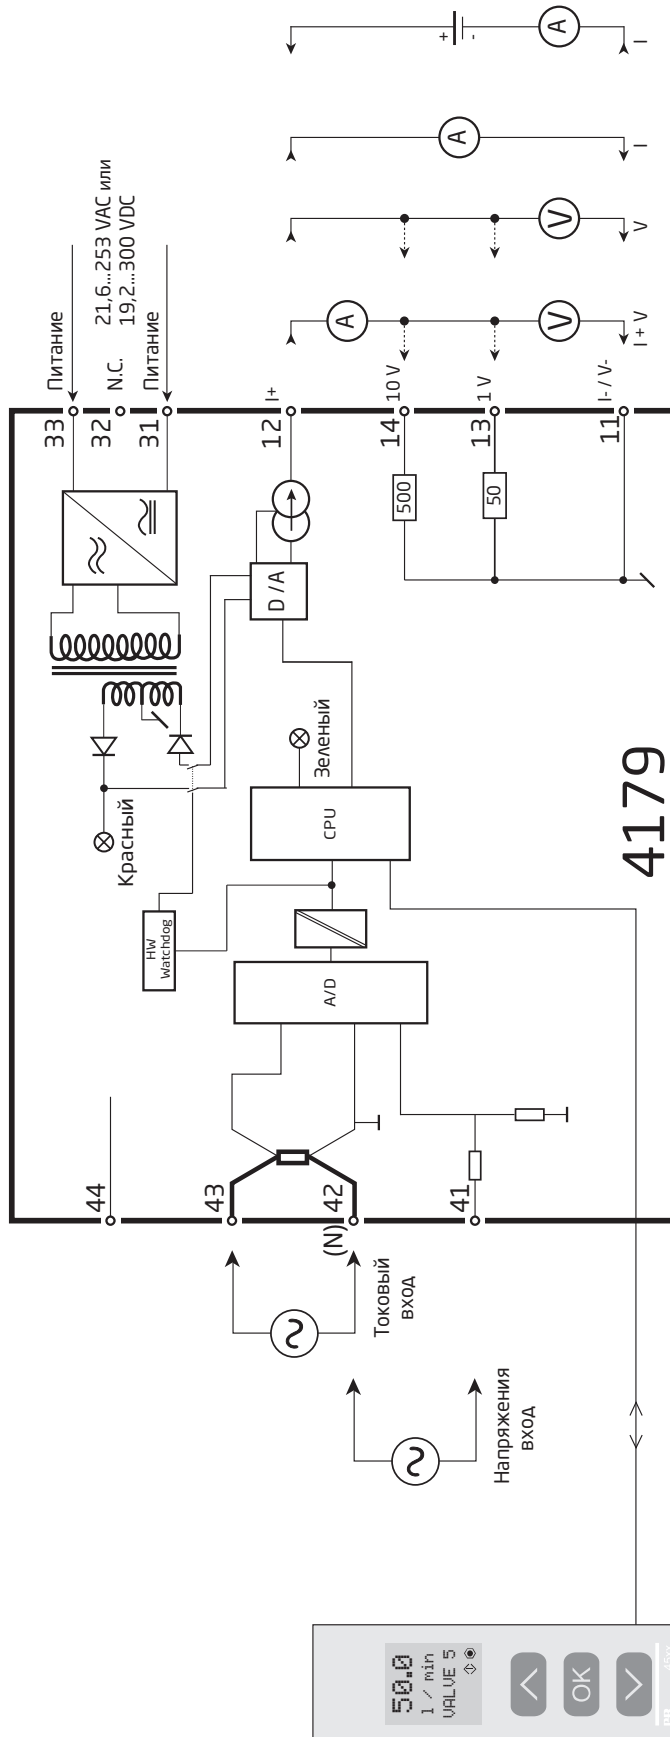 44
43
42
(N)
41
Токовый
вход
Напряжения
вход
50.0
1 / min
VALVE 5
OK
A/D
HW
Watchdog
CPU
Красный
Зеленый
D / A
500
50
33
32
31
12
14
13
11
Питание
N.C.
Питание
21,6...253 VAC или
19,2...300 VDC
I+
10 V
1 V
I- / V-
A
V
I + V
V
V
A
I
+ -
A
I
4179